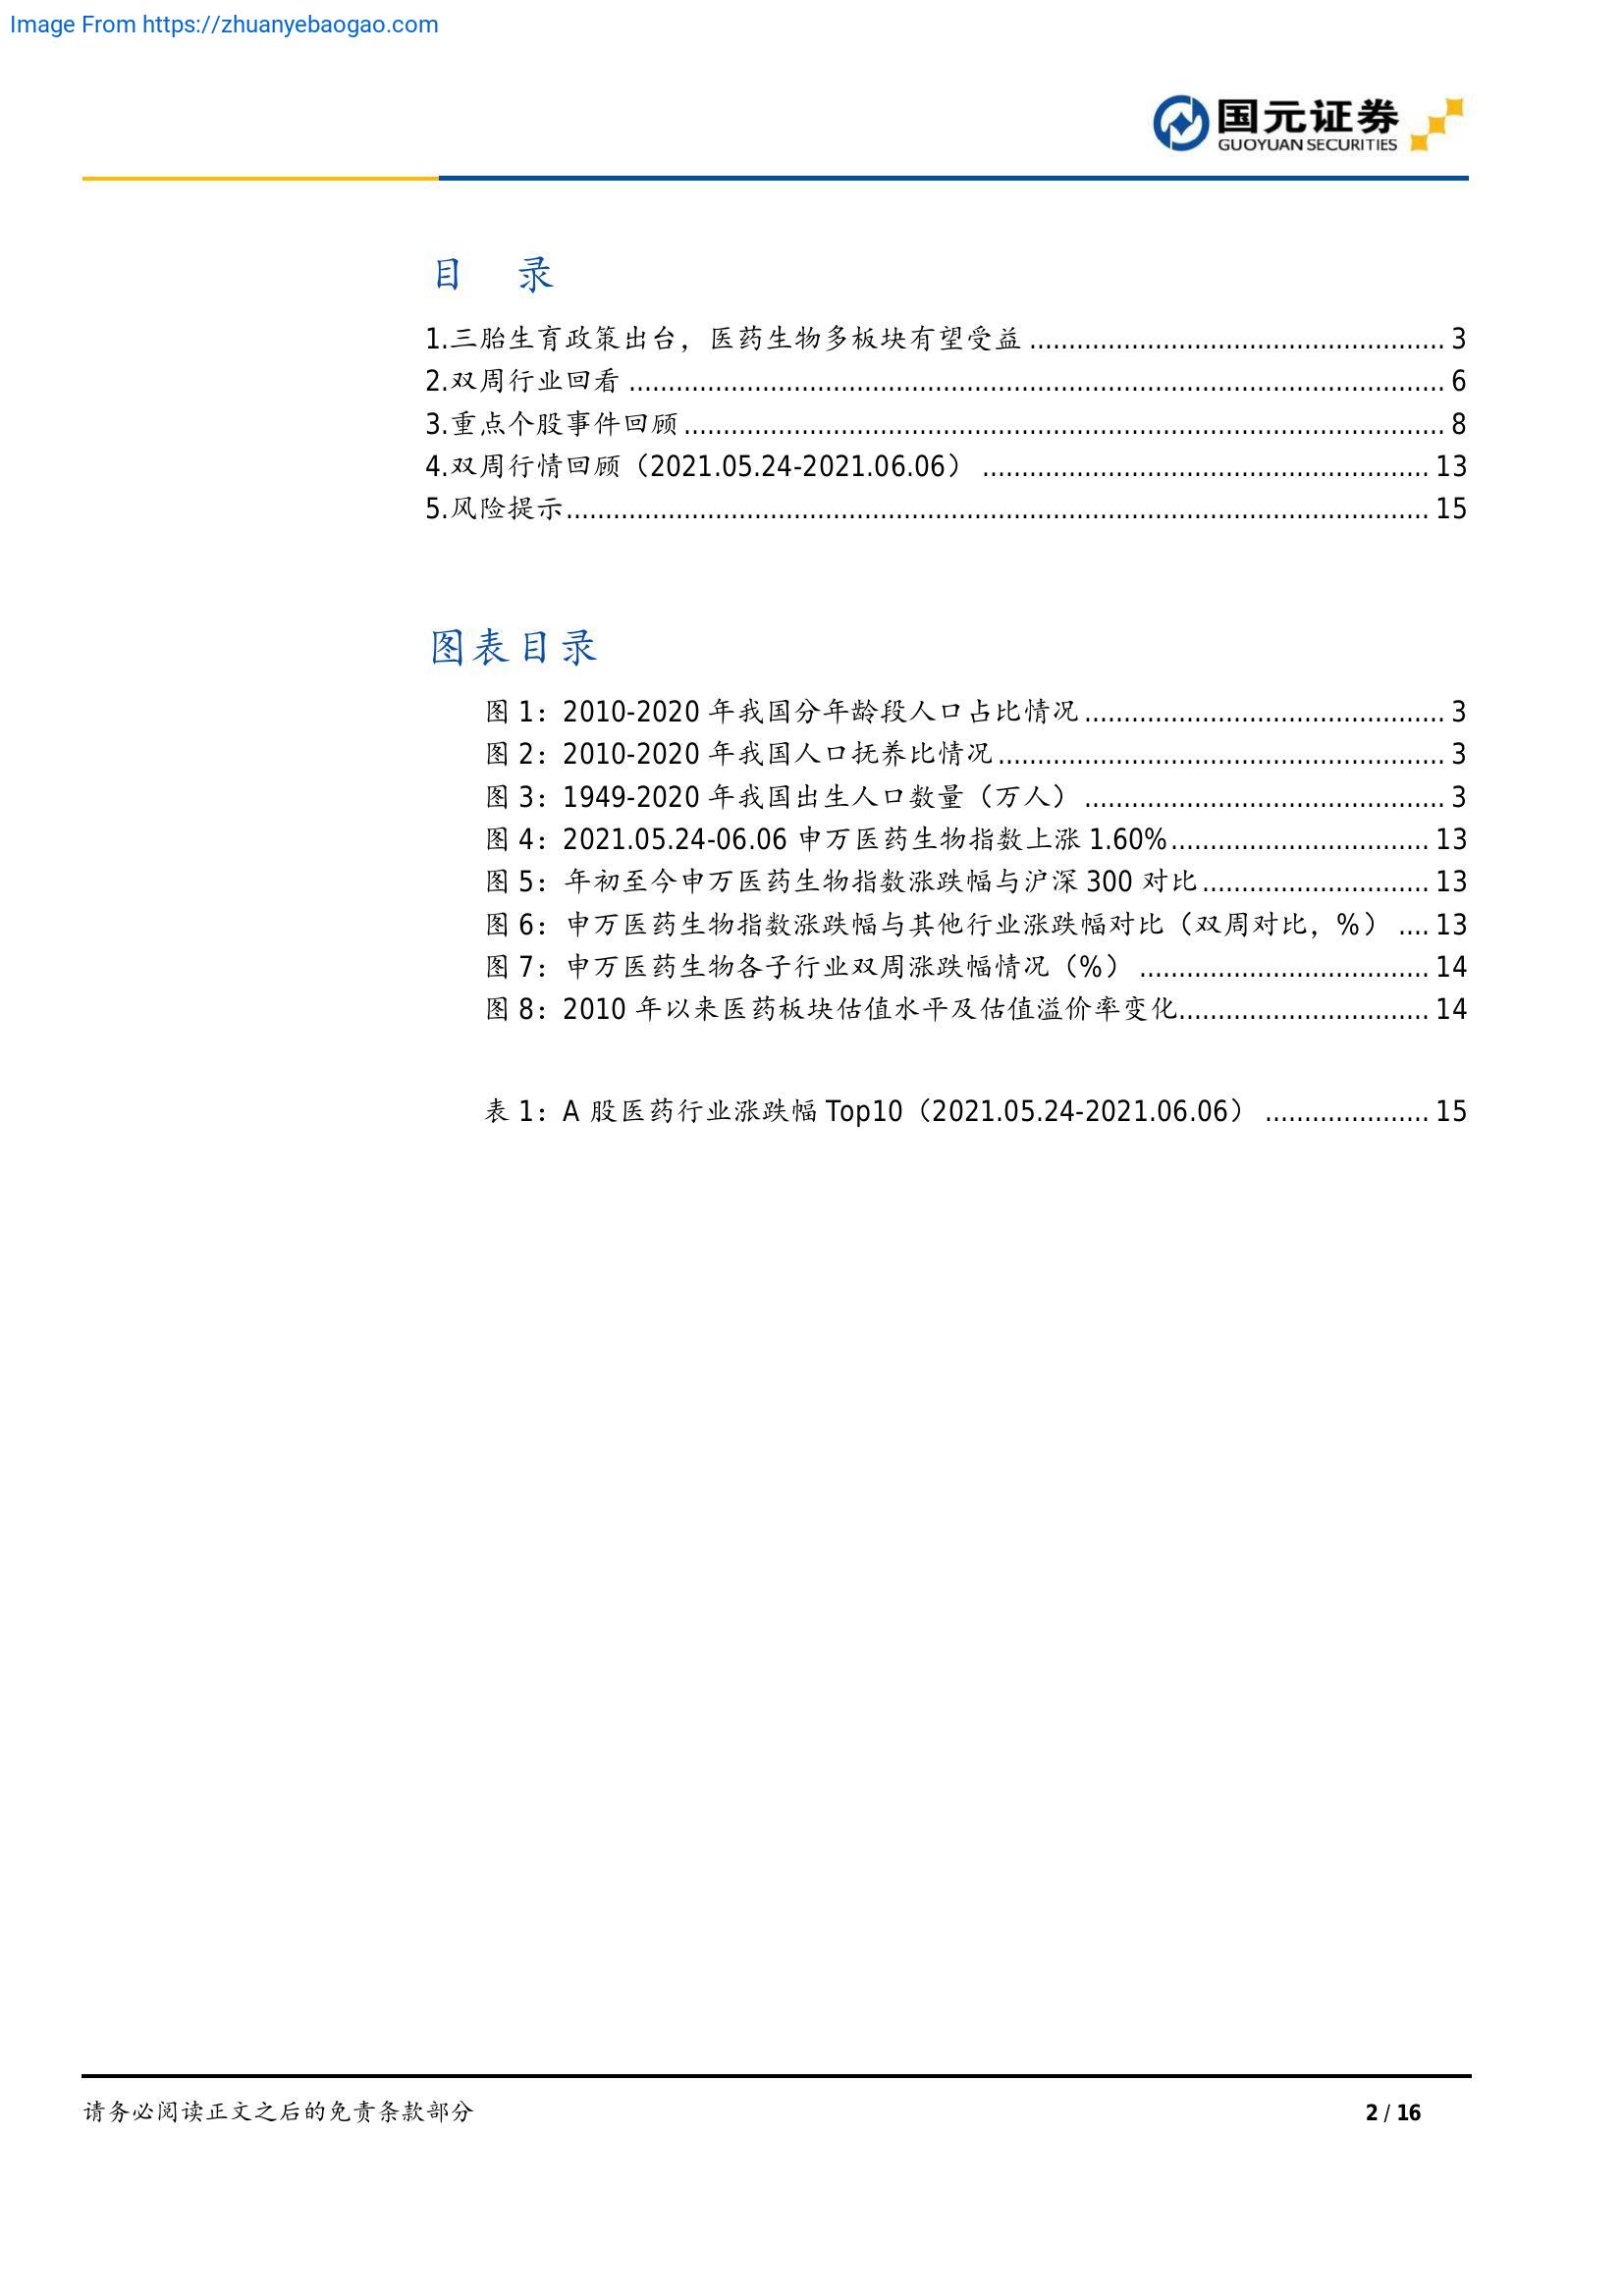 Image From https://zhuanyebaogao.com
国元证券
GUOYUAN SECURITIES
目 录
1.三胎生育政策出台，医药生物多板块有望受益 ..................................................... 3
2.双周行业回看 ........................................................................................................ 6
3.重点个股事件回顾 ................................................................................................. 8
4.双周行情回顾（2021.05.24-2021.06.06） ......................................................... 13
5.风险提示.............................................................................................................. 15
图表目录
图 1：2010-2020 年我国分年龄段人口占比情况 .............................................. 3
图 2：2010-2020 年我国人口抚养比情况 ......................................................... 3
图 3：1949-2020 年我国出生人口数量（万人） .............................................. 3
图 4：2021.05.24-06.06 申万医药生物指数上涨 1.60%................................. 13
图 5：年初至今申万医药生物指数涨跌幅与沪深 300 对比............................. 13
图 6：申万医药生物指数涨跌幅与其他行业涨跌幅对比（双周对比，%） .... 13
图 7：申万医药生物各子行业双周涨跌幅情况（%） ..................................... 14
图 8：2010 年以来医药板块估值水平及估值溢价率变化................................ 14
表 1：A 股医药行业涨跌幅 Top10（2021.05.24-2021.06.06） ..................... 15
请务必阅读正文之后的免责条款部分
2 / 16